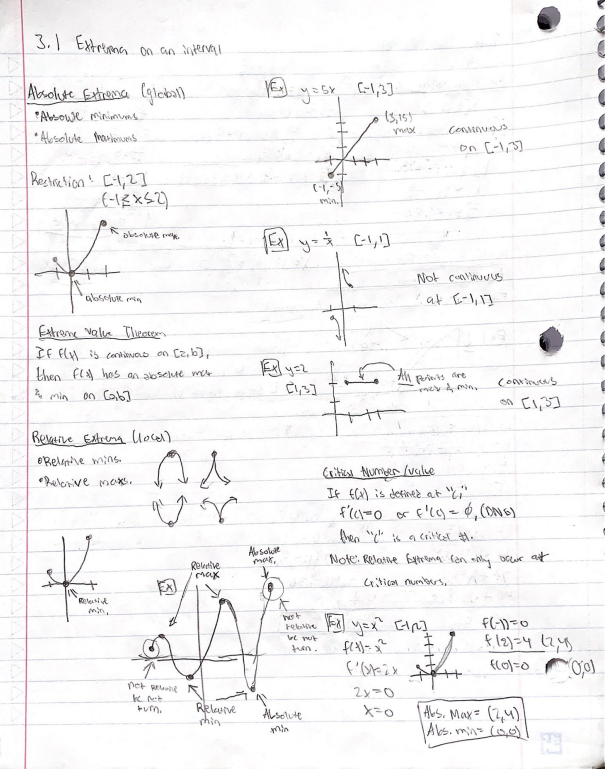 3.1 Extrema on an interval
Absolute Extrema (global)
• Absolute minimums
• Absolute maximums
Restriction: [-1,2]
(-1≤x≤2)
absolute max.
absolute min
Extreme Value Theorem
If f(x) is continuous on [a,b],
then f(x) has an absolute max
& min on [a,b]
Ex y=5x [-1,3]
(3,15)
max
(-1,-5)
min.
continuous
on [-1,3]
Ex y=1/x [-1,1]
Not continuous
at [-1,1]
Ex y=2
[1,3]
All points are
max & min.
continuous
on [1,3]
Relative Extrema (local)
• Relative mins.
• Relative maxs.
Relative
min.
Critical Number/value
If f(x) is defined at "c,"
f'(c)=0 or f'(c)=∅, (DNE)
then "c" is a critical #.
Note: Relative Extrema can only occur at
critical numbers.
Ex
Relative
max
Absolute
max.
not
relative
bc not
turn.
not relative
bc not
turn.
Relative
min
Absolute
min
Ex y=x² [-1,2]
f(x)=x²
f'(x)=2x
2x=0
x=0
f(-1)=0
f(2)=4 (2,4)
f(0)=0 (0,0)
Abs. Max = (2,4)
Abs. min = (0,0)